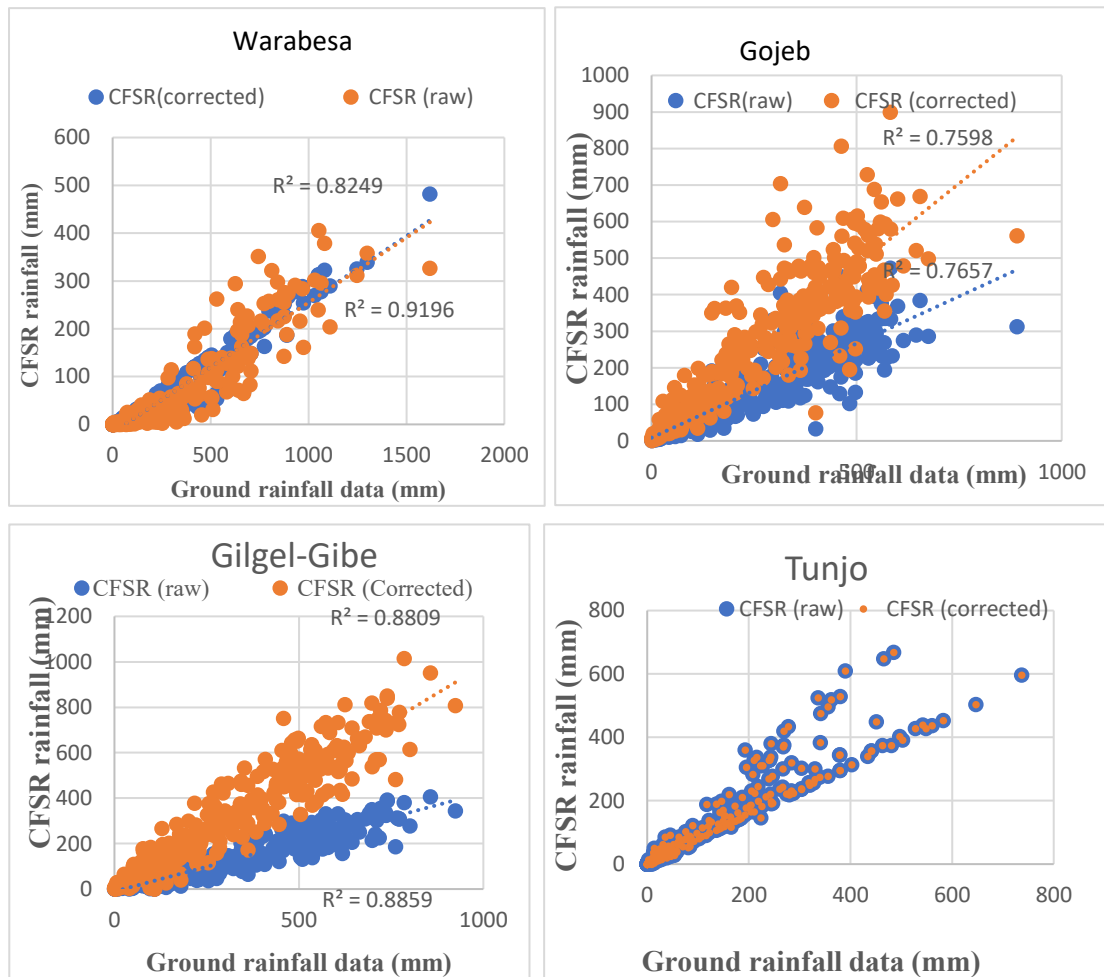 Warabesa
CFSR(corrected) CFSR (raw)
600
500
400
300
200
100
0
R² = 0.8249
R² = 0.9196
0 500 1000 1500 2000
CFSR rainfall (mm)
Ground rainfall data (mm)
Gojeb
CFSR(raw) CFSR (corrected)
1000
900
800
700
600
500
400
300
200
100
0
R² = 0.7598
R² = 0.7657
0 500 1000
CFSR rainfall (mm)
Ground rainfall data (mm)
Gilgel-Gibe
CFSR (raw) CFSR (Corrected)
1200
1000
800
600
400
200
0
R² = 0.8809
R² = 0.8859
0 500 1000
CFSR rainfall (mm)
Ground rainfall data (mm)
Tunjo
CFSR (raw) CFSR (corrected)
800
600
400
200
0
0 200 400 600 800
CFSR rainfall (mm)
Ground rainfall data (mm)